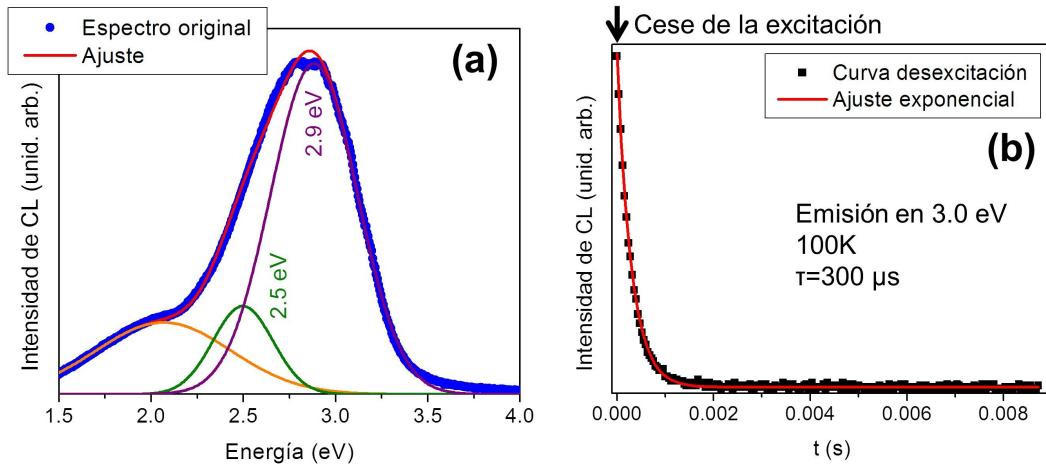 Espectro original
Ajuste
(a)
Intensidad de CL (unid. arb.)
2.9 eV
2.5 eV
1.5 2.0 2.5 3.0 3.5 4.0
Energía (eV)
Cese de la excitación
(b)
Curva desexcitación
Ajuste exponencial
Emisión en 3.0 eV
100K
τ=300 µs
Intensidad de CL (unid. arb.)
0.000 0.002 0.004 0.006 0.008
t (s)